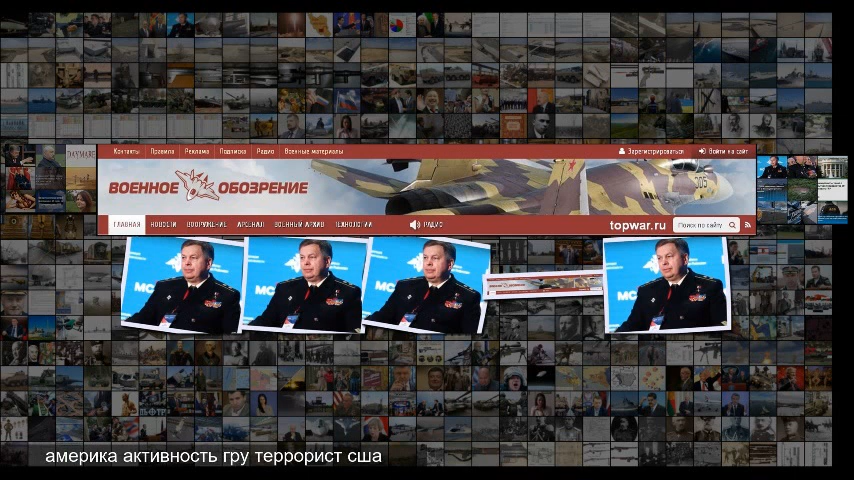 DAYMARE
Контакты Правила Реклама Подписка Радио Военные материалы Зарегистрироваться Войти на сайт
ВОЕННОЕ ОБОЗРЕНИЕ
ГЛАВНАЯ НОВОСТИ ВООРУЖЕНИЕ АРСЕНАЛ ВОЕННЫЙ АРХИВ ТЕХНОЛОГИИ РАДИО topwar.ru Поиск по сайту
америка активность гру террорист сша